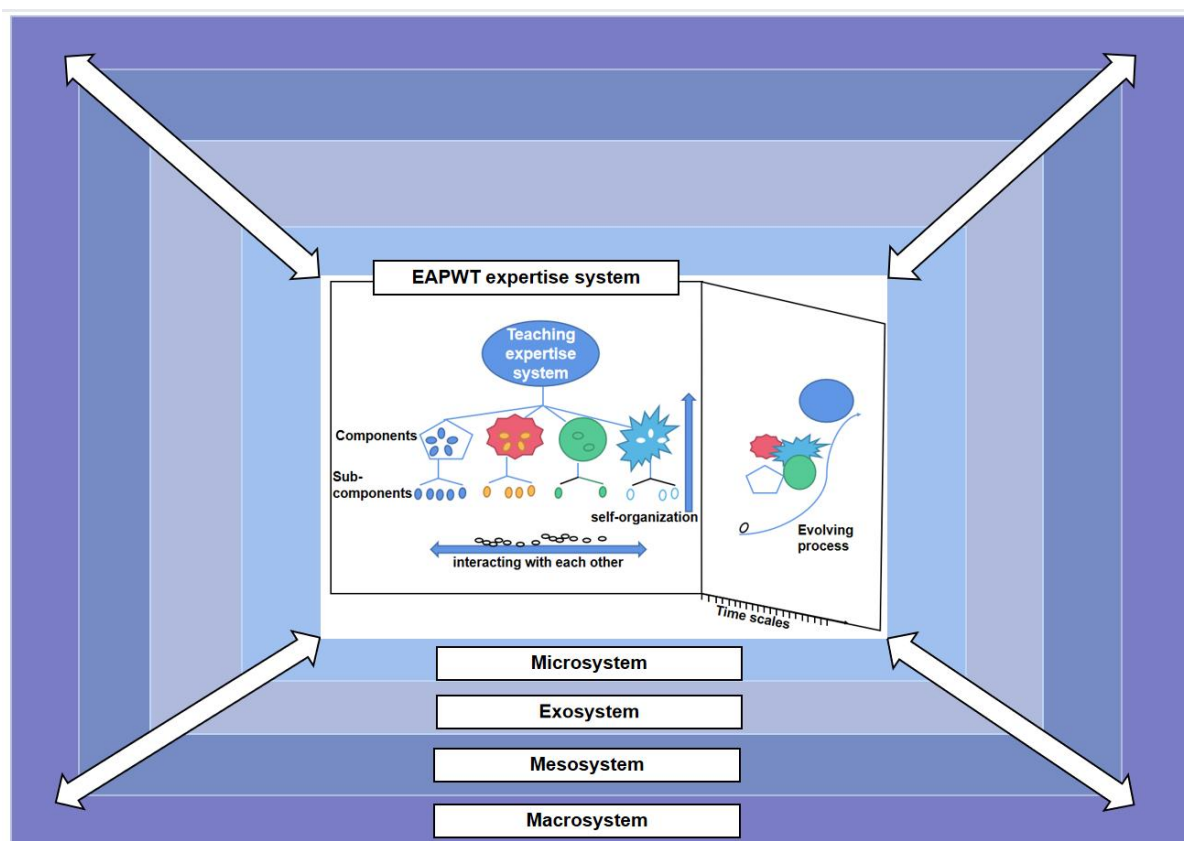 EAPWT expertise system
Teaching
expertise
system
Components
Sub-
components
self-organization
interacting with each other
Evolving
process
Time scales
Microsystem
Exosystem
Mesosystem
Macrosystem